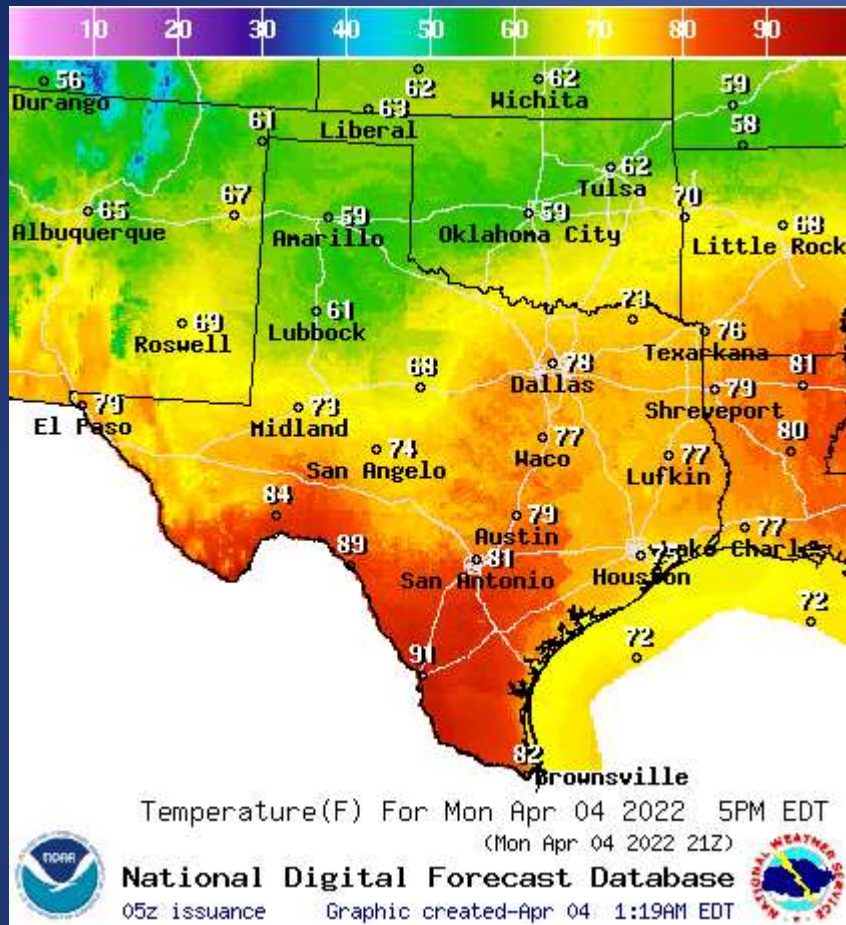 10 20 30 40 50 60 70 80 90
56
Durango
62
62
Wichita
59
63
Liberal
61
58
62
Tulsa
67
65
Albuquerque
59
Amarillo
59
Oklahoma City
70
68
Little Rock
69
Roswell
61
Lubbock
73
76
Texarkana
68
78
Dallas
81
79
Shreveport
79
El Paso
73
Midland
74
San Angelo
77
Waco
77
Lufkin
80
84
79
Austin
77
Lake Charles
89
81
San Antonio
75
Houston
72
72
91
82
Brownsville
Temperature(F) For Mon Apr 04 2022 5PM EDT
(Mon Apr 04 2022 21Z)
NOAA
National Digital Forecast Database
05z issuance Graphic created-Apr 04 1:19AM EDT
NATIONAL WEATHER SERVICE